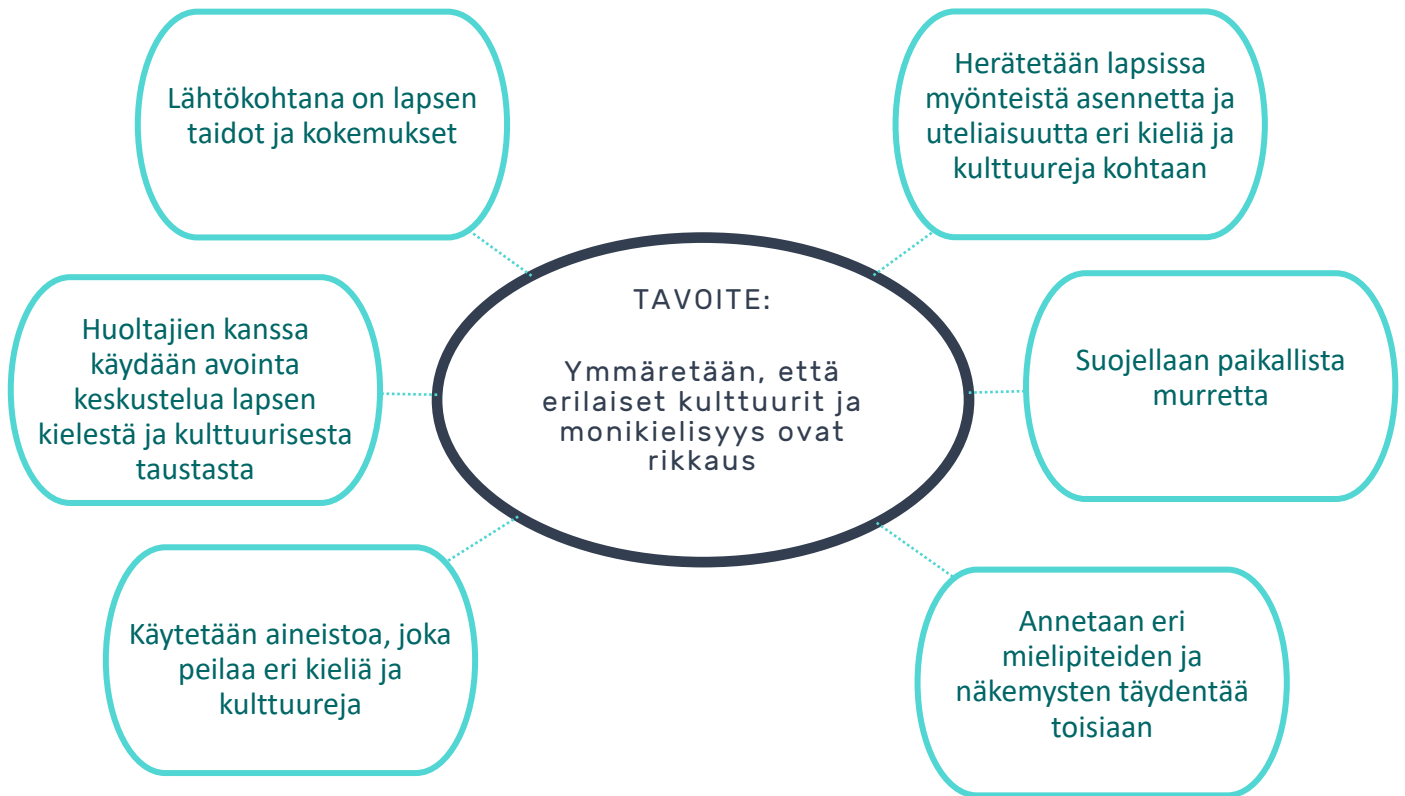 Lähtökohtana on lapsen
taidot ja kokemukset
Herätetään lapsissa
myönteistä asennetta ja
uteliaisuutta eri kieliä ja
kulttuureja kohtaan
TAVOITE:
Ymmäretään, että
erilaiset kulttuurit ja
monikielisyys ovat
rikkaus
Huoltajien kanssa
käydään avointa
keskustelua lapsen
kielestä ja kulttuurisesta
taustasta
Suojellaan paikallista
murretta
Käytetään aineistoa, joka
peilaa eri kieliä ja
kulttuureja
Annetaan eri
mielipiteiden ja
näkemysten täydentää
toisiaan